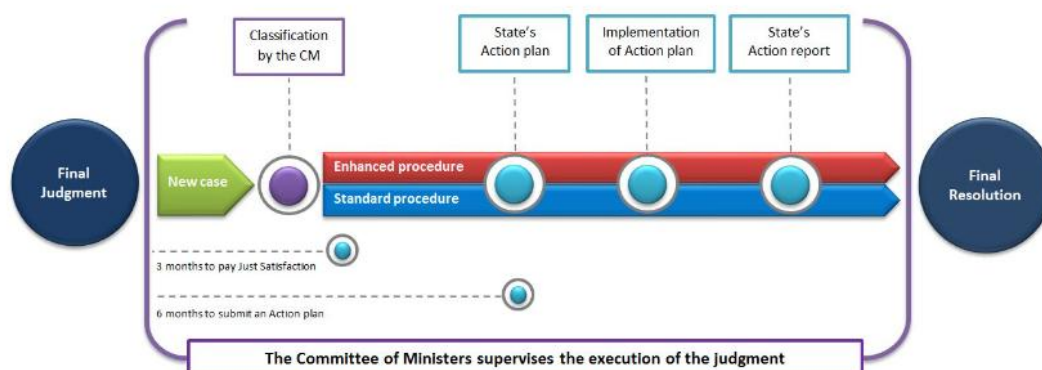 Classification
by the CM
State's
Action plan
Implementation
of Action plan
State's
Action report
Final
Judgment
New case
Enhanced procedure
Standard procedure
Final
Resolution
3 months to pay Just Satisfaction
6 months to submit an Action plan
The Committee of Ministers supervises the execution of the judgment